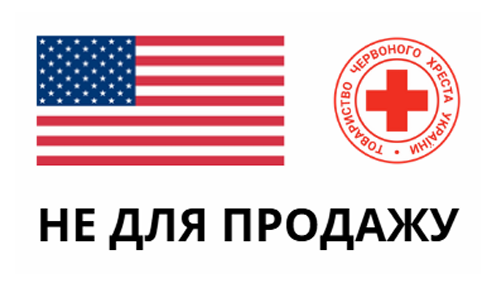 ТОВАРИСТВО ЧЕРВОНОГО ХРЕСТА УКРАЇНИ •
НЕ ДЛЯ ПРОДАЖУ